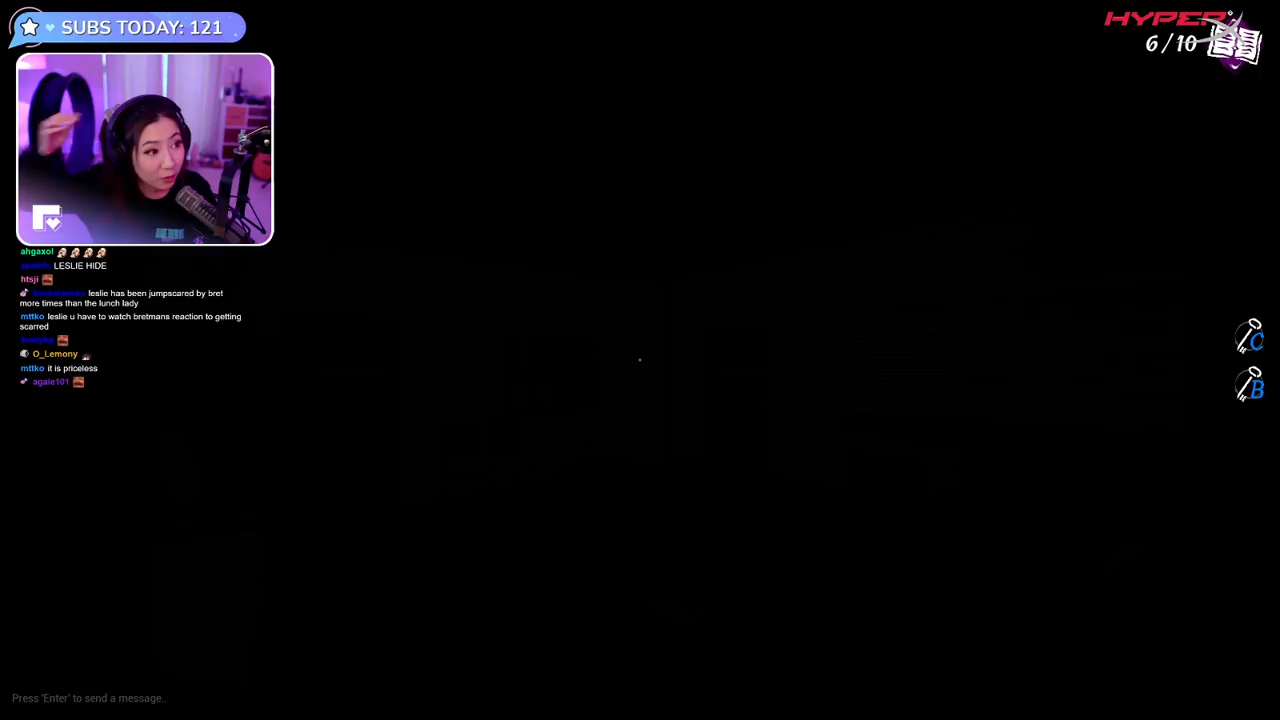 SUBS TODAY: 121
HYPER
6/10
ahgaxol
LESLIE HIDE
htsji
leslie has been jumpscared by bret
more times than the lunch lady
mttko leslie u have to watch bretmans reaction to getting
scarred
O_Lemony
mttko it is priceless
agale101
C
B
Press 'Enter' to send a message..